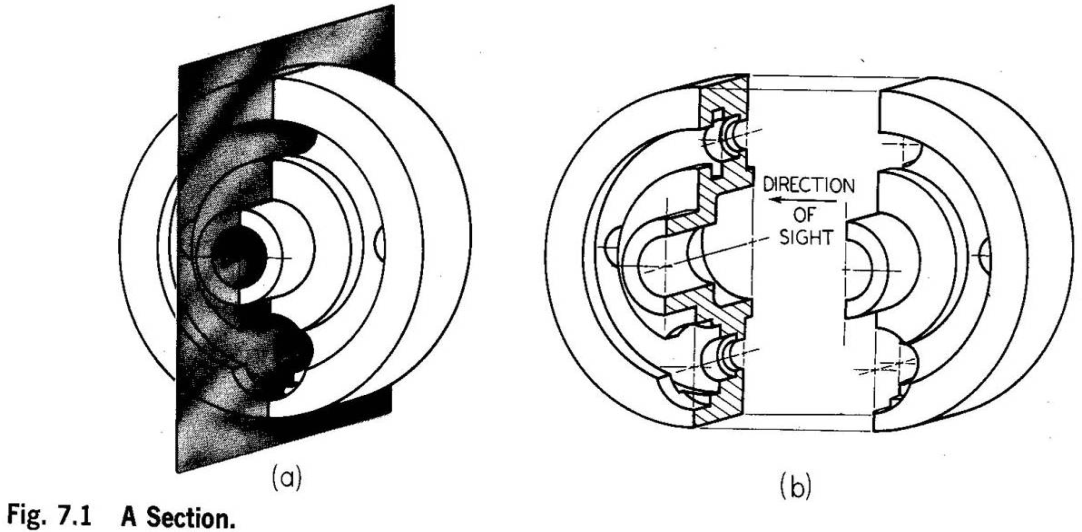 DIRECTION
OF
SIGHT
(a)
(b)
Fig. 7.1 A Section.